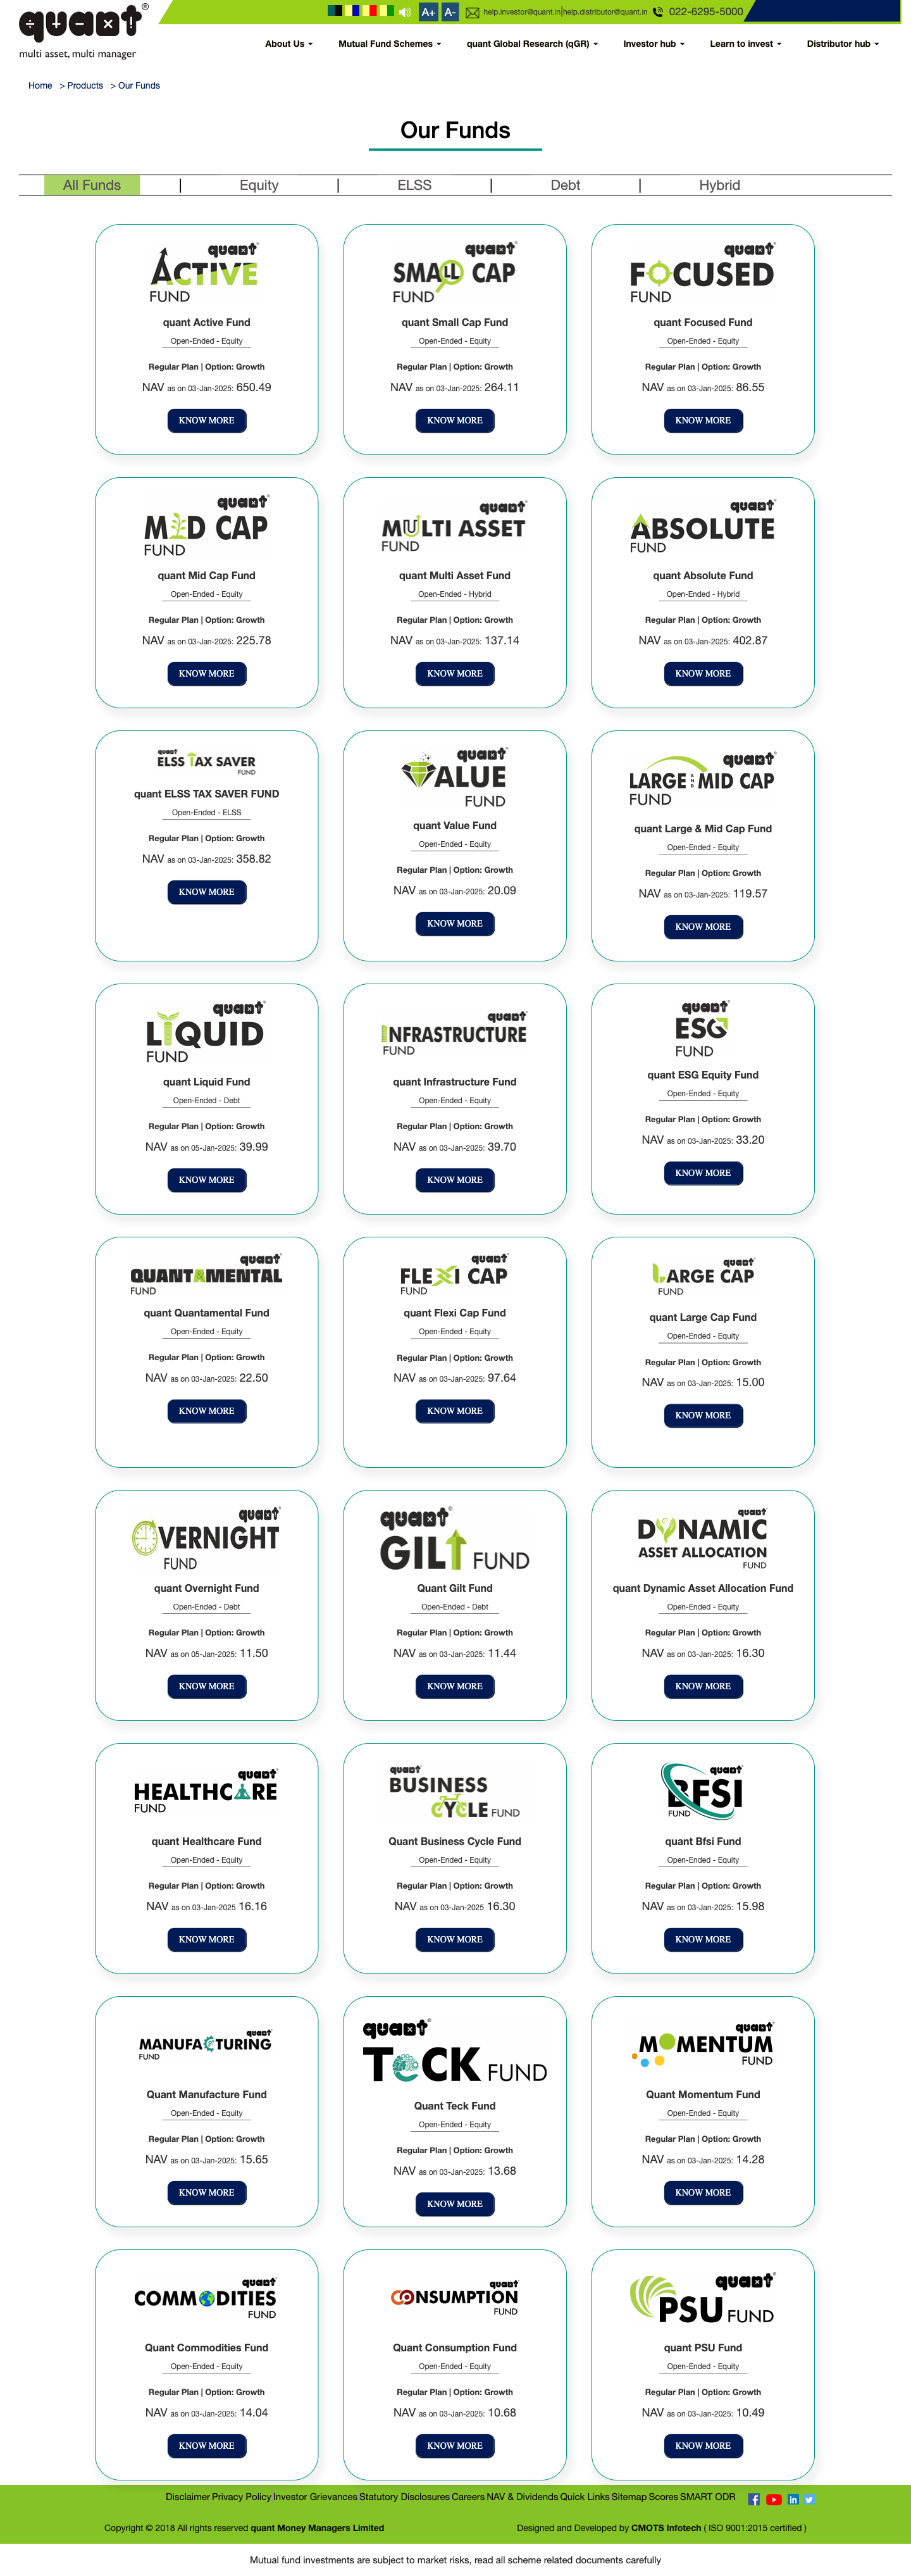 quant®
multi asset, multi manager
A+ A- help.investor@quant.in|help.distributor@quant.in 022-6295-5000
About Us Mutual Fund Schemes quant Global Research (qGR) Investor hub Learn to invest Distributor hub
Home > Products > Our Funds
Our Funds
All Funds | Equity | ELSS | Debt | Hybrid
quant
ACTIVE
FUND
quant Active Fund
Open-Ended - Equity
Regular Plan | Option: Growth
NAV as on 03-Jan-2025: 650.49
KNOW MORE
quant
SMALL CAP
FUND
quant Small Cap Fund
Open-Ended - Equity
Regular Plan | Option: Growth
NAV as on 03-Jan-2025: 264.11
KNOW MORE
quant
FOCUSED
FUND
quant Focused Fund
Open-Ended - Equity
Regular Plan | Option: Growth
NAV as on 03-Jan-2025: 86.55
KNOW MORE
quant
MID CAP
FUND
quant Mid Cap Fund
Open-Ended - Equity
Regular Plan | Option: Growth
NAV as on 03-Jan-2025: 225.78
KNOW MORE
quant
MULTI ASSET
FUND
quant Multi Asset Fund
Open-Ended - Hybrid
Regular Plan | Option: Growth
NAV as on 03-Jan-2025: 137.14
KNOW MORE
quant
ABSOLUTE
FUND
quant Absolute Fund
Open-Ended - Hybrid
Regular Plan | Option: Growth
NAV as on 03-Jan-2025: 402.87
KNOW MORE
quant
ELSS TAX SAVER
FUND
quant ELSS TAX SAVER FUND
Open-Ended - ELSS
Regular Plan | Option: Growth
NAV as on 03-Jan-2025: 358.82
KNOW MORE
quant
VALUE
FUND
quant Value Fund
Open-Ended - Equity
Regular Plan | Option: Growth
NAV as on 03-Jan-2025: 20.09
KNOW MORE
quant
LARGE MID CAP
FUND
quant Large & Mid Cap Fund
Open-Ended - Equity
Regular Plan | Option: Growth
NAV as on 03-Jan-2025: 119.57
KNOW MORE
quant
LIQUID
FUND
quant Liquid Fund
Open-Ended - Debt
Regular Plan | Option: Growth
NAV as on 05-Jan-2025: 39.99
KNOW MORE
quant
INFRASTRUCTURE
FUND
quant Infrastructure Fund
Open-Ended - Equity
Regular Plan | Option: Growth
NAV as on 03-Jan-2025: 39.70
KNOW MORE
quant
ESG
FUND
quant ESG Equity Fund
Open-Ended - Equity
Regular Plan | Option: Growth
NAV as on 03-Jan-2025: 33.20
KNOW MORE
quant
QUANTAMENTAL
FUND
quant Quantamental Fund
Open-Ended - Equity
Regular Plan | Option: Growth
NAV as on 03-Jan-2025: 22.50
KNOW MORE
quant
FLEXI CAP
FUND
quant Flexi Cap Fund
Open-Ended - Equity
Regular Plan | Option: Growth
NAV as on 03-Jan-2025: 97.64
KNOW MORE
quant
LARGE CAP
FUND
quant Large Cap Fund
Open-Ended - Equity
Regular Plan | Option: Growth
NAV as on 03-Jan-2025: 15.00
KNOW MORE
quant
OVERNIGHT
FUND
quant Overnight Fund
Open-Ended - Debt
Regular Plan | Option: Growth
NAV as on 05-Jan-2025: 11.50
KNOW MORE
quant
GILT FUND
Quant Gilt Fund
Open-Ended - Debt
Regular Plan | Option: Growth
NAV as on 03-Jan-2025: 11.44
KNOW MORE
quant
DYNAMIC
ASSET ALLOCATION
FUND
quant Dynamic Asset Allocation Fund
Open-Ended - Equity
Regular Plan | Option: Growth
NAV as on 03-Jan-2025: 16.30
KNOW MORE
quant
HEALTHCARE
FUND
quant Healthcare Fund
Open-Ended - Equity
Regular Plan | Option: Growth
NAV as on 03-Jan-2025 16.16
KNOW MORE
quant
BUSINESS
CYCLE FUND
Quant Business Cycle Fund
Open-Ended - Equity
Regular Plan | Option: Growth
NAV as on 03-Jan-2025 16.30
KNOW MORE
quant
BFSI
FUND
quant Bfsi Fund
Open-Ended - Equity
Regular Plan | Option: Growth
NAV as on 03-Jan-2025: 15.98
KNOW MORE
quant
MANUFACTURING
FUND
Quant Manufacture Fund
Open-Ended - Equity
Regular Plan | Option: Growth
NAV as on 03-Jan-2025: 15.65
KNOW MORE
quant
TECK FUND
Quant Teck Fund
Open-Ended - Equity
Regular Plan | Option: Growth
NAV as on 03-Jan-2025: 13.68
KNOW MORE
quant
MOMENTUM
FUND
Quant Momentum Fund
Open-Ended - Equity
Regular Plan | Option: Growth
NAV as on 03-Jan-2025: 14.28
KNOW MORE
quant
COMMODITIES
FUND
Quant Commodities Fund
Open-Ended - Equity
Regular Plan | Option: Growth
NAV as on 03-Jan-2025: 14.04
KNOW MORE
quant
CONSUMPTION
FUND
Quant Consumption Fund
Open-Ended - Equity
Regular Plan | Option: Growth
NAV as on 03-Jan-2025: 10.68
KNOW MORE
quant
PSU FUND
quant PSU Fund
Open-Ended - Equity
Regular Plan | Option: Growth
NAV as on 03-Jan-2025: 10.49
KNOW MORE
Disclaimer Privacy Policy Investor Grievances Statutory Disclosures Careers NAV & Dividends Quick Links Sitemap Scores SMART ODR
Copyright © 2018 All rights reserved quant Money Managers Limited Designed and Developed by CMOTS Infotech ( ISO 9001:2015 certified )
Mutual fund investments are subject to market risks, read all scheme related documents carefully